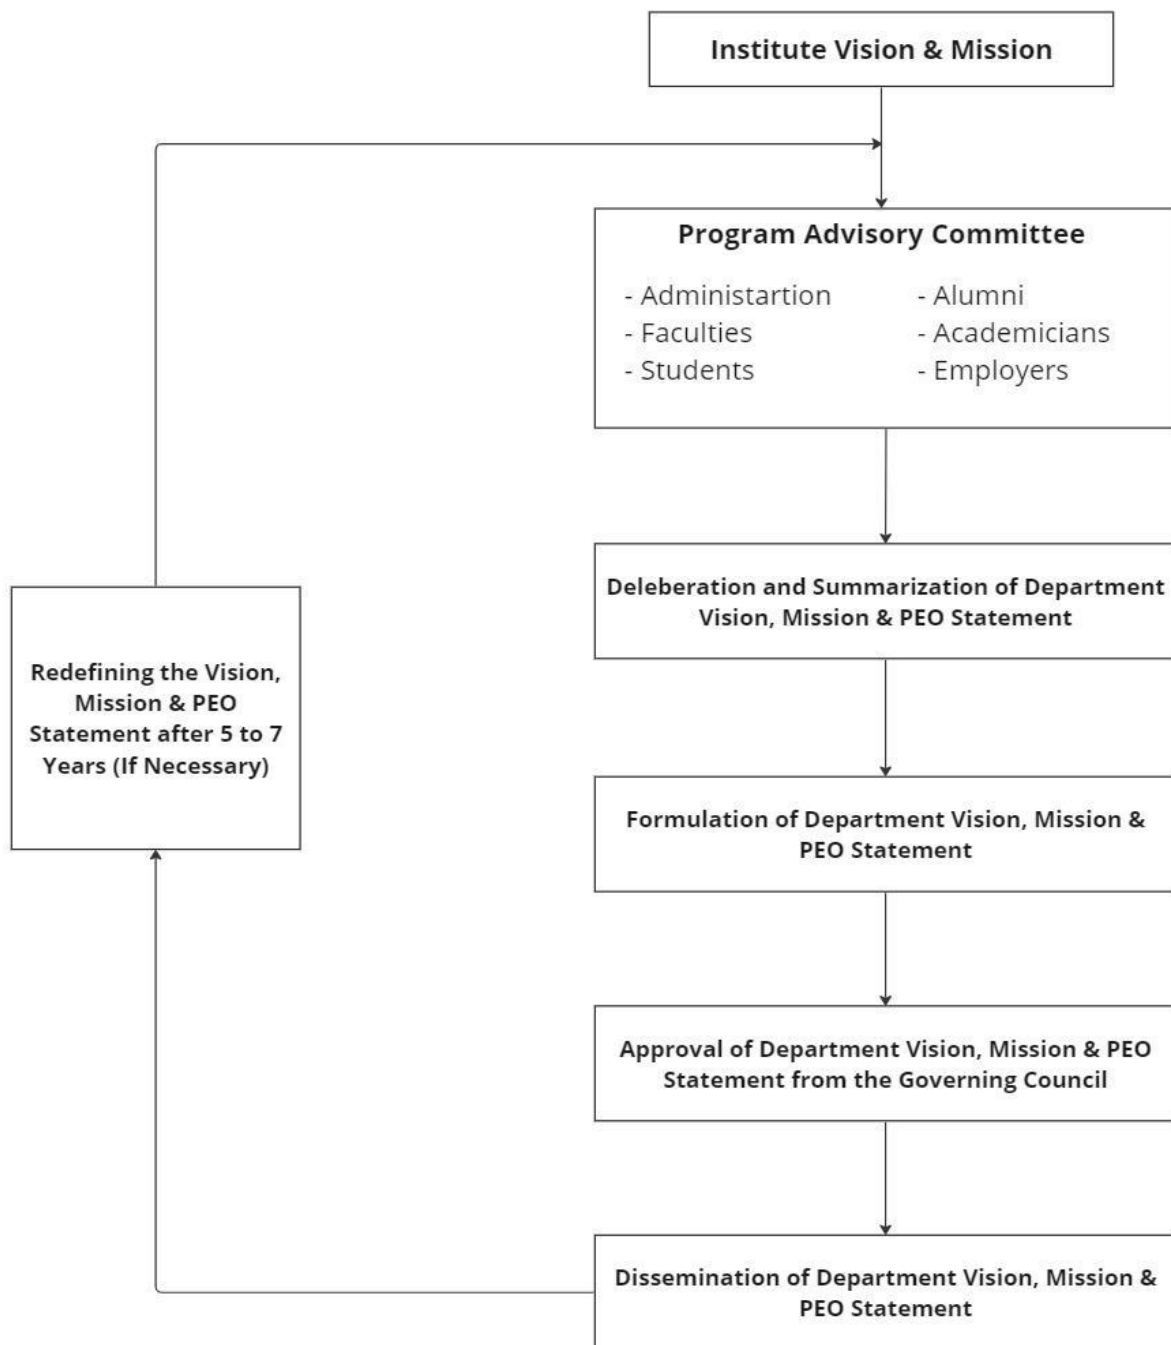 Institute Vision & Mission
Program Advisory Committee
- Administartion
- Faculties
- Students
- Alumni
- Academicians
- Employers
Deleberation and Summarization of Department
Vision, Mission & PEO Statement
Formulation of Department Vision, Mission &
PEO Statement
Approval of Department Vision, Mission & PEO
Statement from the Governing Council
Dissemination of Department Vision, Mission &
PEO Statement
Redefining the Vision,
Mission & PEO
Statement after 5 to 7
Years (If Necessary)